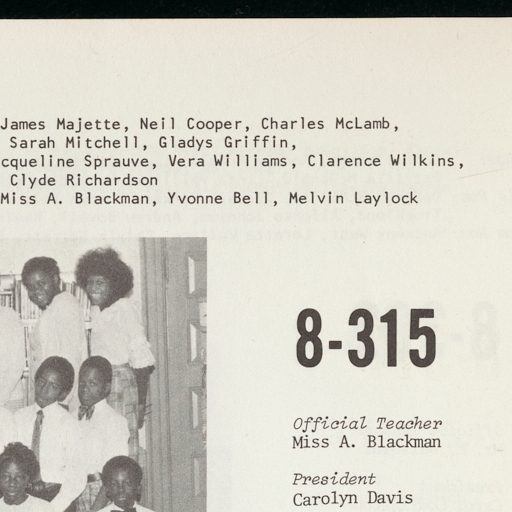 James Majette, Neil Cooper, Charles McLamb,
Sarah Mitchell, Gladys Griffin,
cqueline Sprauve, Vera Williams, Clarence Wilkins,
Clyde Richardson
Miss A. Blackman, Yvonne Bell, Melvin Laylock
8-315
Official Teacher
Miss A. Blackman
President
Carolyn Davis